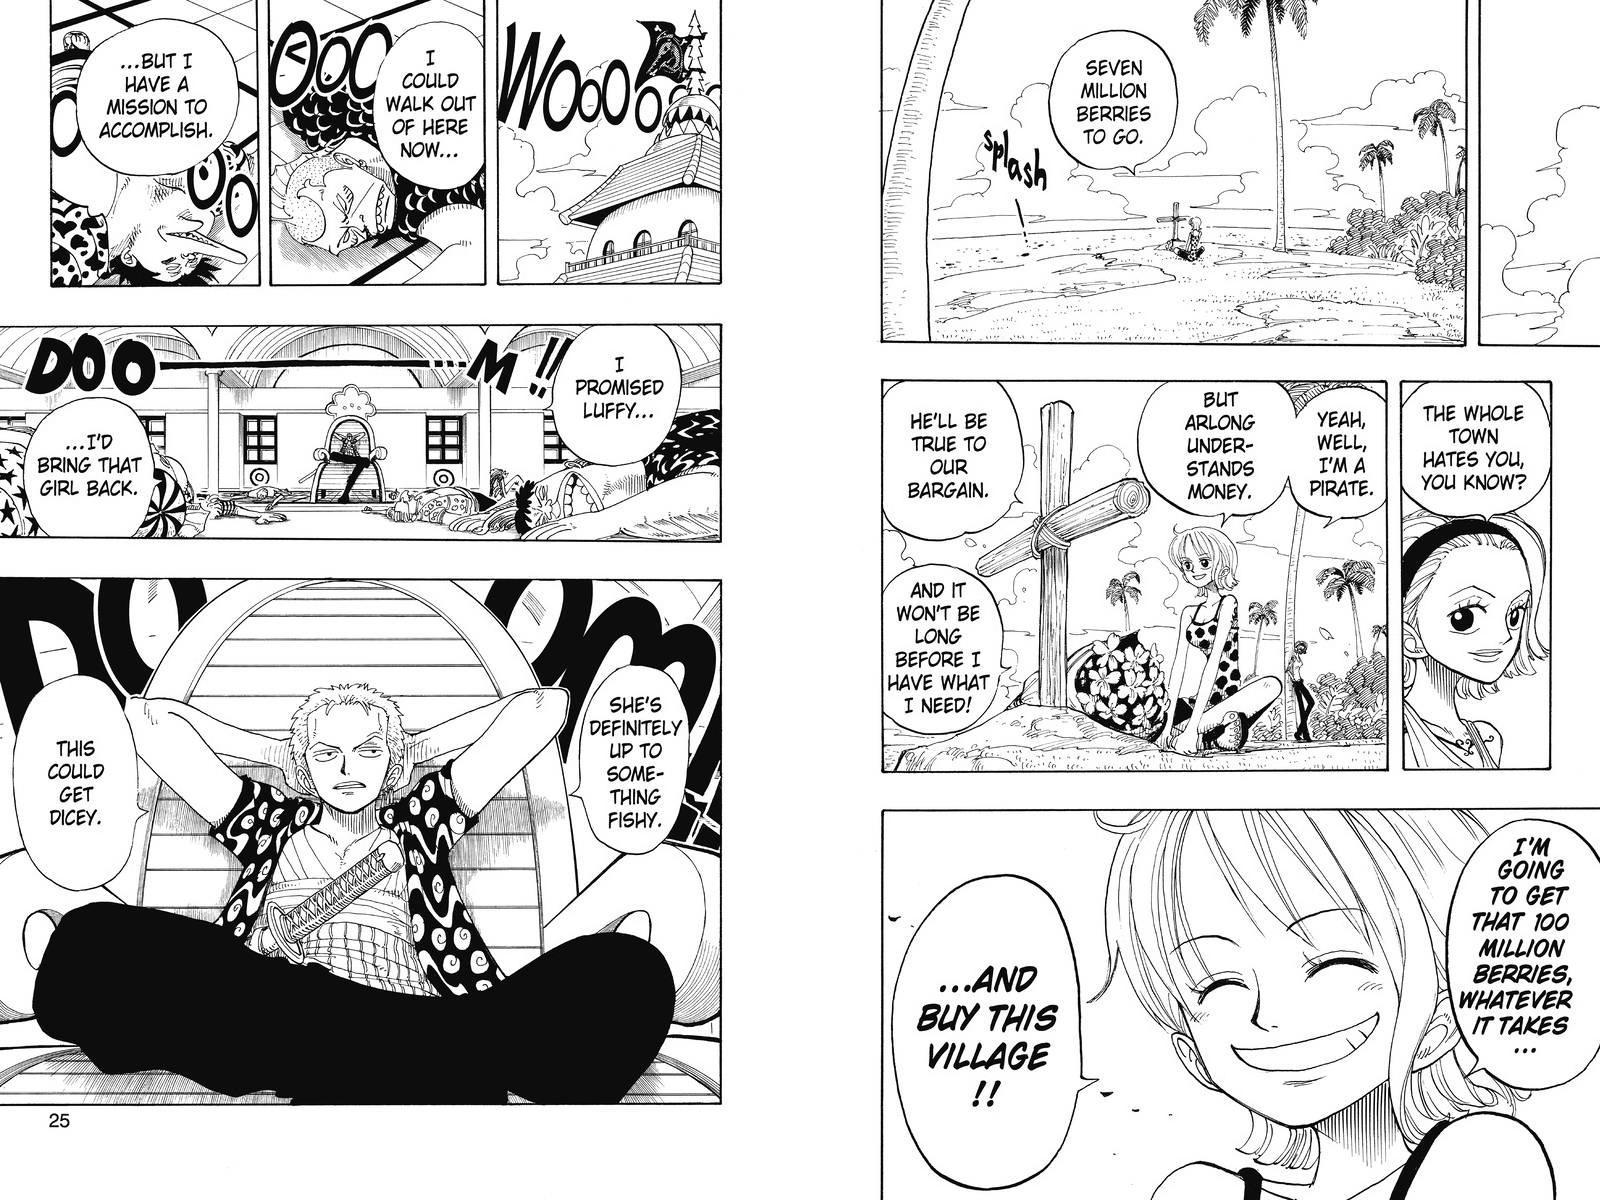 SEVEN
MILLION
BERRIES
TO GO.
splash
THE WHOLE
TOWN
HATES YOU,
YOU KNOW?
YEAH,
WELL,
I'M A
PIRATE.
BUT
ARLONG
UNDER-
STANDS
MONEY.
HE'LL BE
TRUE TO
OUR
BARGAIN.
AND IT
WON'T BE
LONG
BEFORE I
HAVE WHAT
I NEED!
I'M
GOING
TO GET
THAT 100
MILLION
BERRIES,
WHATEVER
IT TAKES
...
...AND
BUY THIS
VILLAGE
!!
WOOO
I
COULD
WALK OUT
OF HERE
NOW...
...BUT I
HAVE A
MISSION TO
ACCOMPLISH.
I
PROMISED
LUFFY...
DOO M!!
...I'D
BRING THAT
GIRL BACK.
SHE'S
DEFINITELY
UP TO
SOME-
THING
FISHY.
THIS
COULD
GET
DICEY.
25